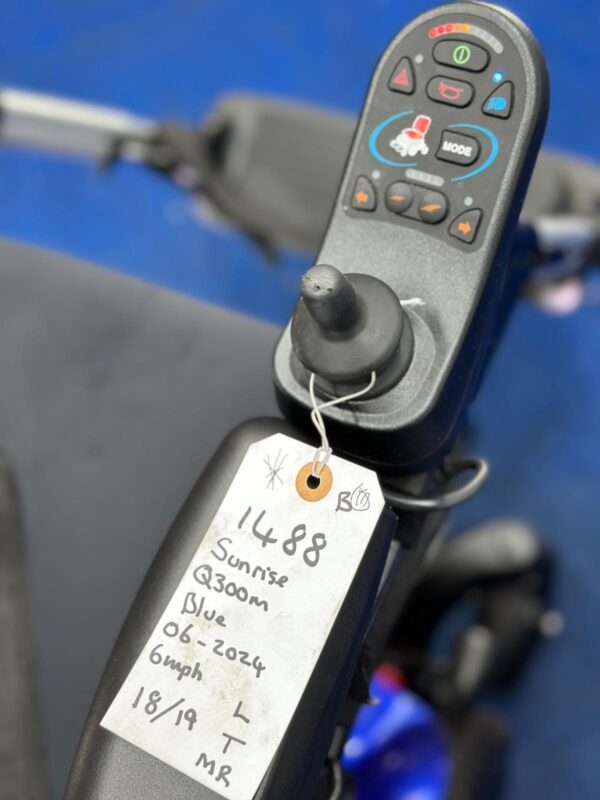 MODE
B
1488
Sunrise
Q300m
Blue
06-2024
6mph
18/19
L
T
MR